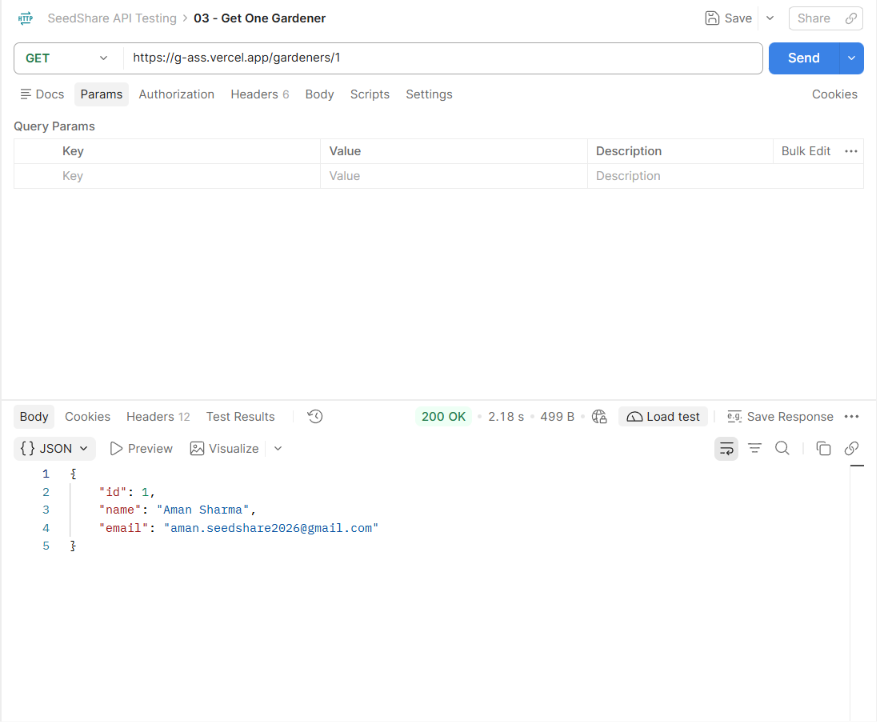 HTTP SeedShare API Testing > 03 - Get One Gardener Save Share
GET https://g-ass.vercel.app/gardeners/1 Send
Docs Params Authorization Headers 6 Body Scripts Settings Cookies
Query Params
Key Value Description Bulk Edit ...
Key Value Description
Body Cookies Headers 12 Test Results 200 OK • 2.18 s • 499 B • Load test e.g. Save Response ...
{} JSON Preview Visualize
1 {
2 "id": 1,
3 "name": "Aman Sharma",
4 "email": "aman.seedshare2026@gmail.com"
5 }